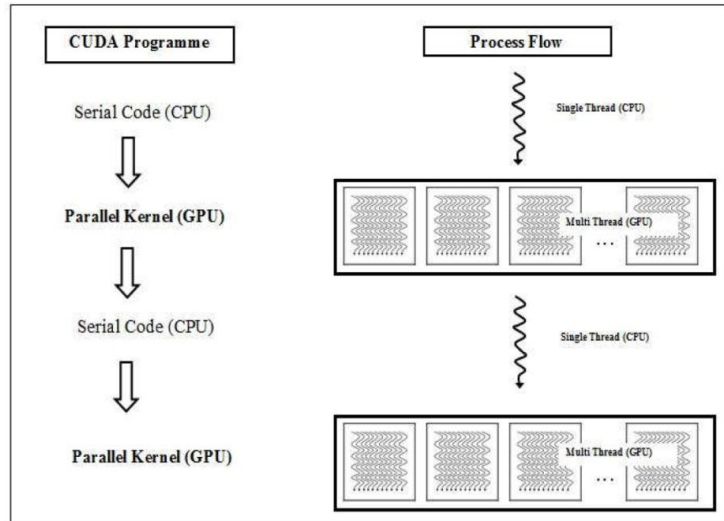 CUDA Programme
Process Flow
Serial Code (CPU)
Single Thread (CPU)
Parallel Kernel (GPU)
Multi Thread (GPU)
...
Serial Code (CPU)
Single Thread (CPU)
Parallel Kernel (GPU)
Multi Thread (GPU)
...